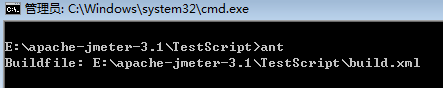 管理员: C:\Windows\system32\cmd.exe
E:\apache-jmeter-3.1\TestScript>ant
Buildfile: E:\apache-jmeter-3.1\TestScript\build.xml